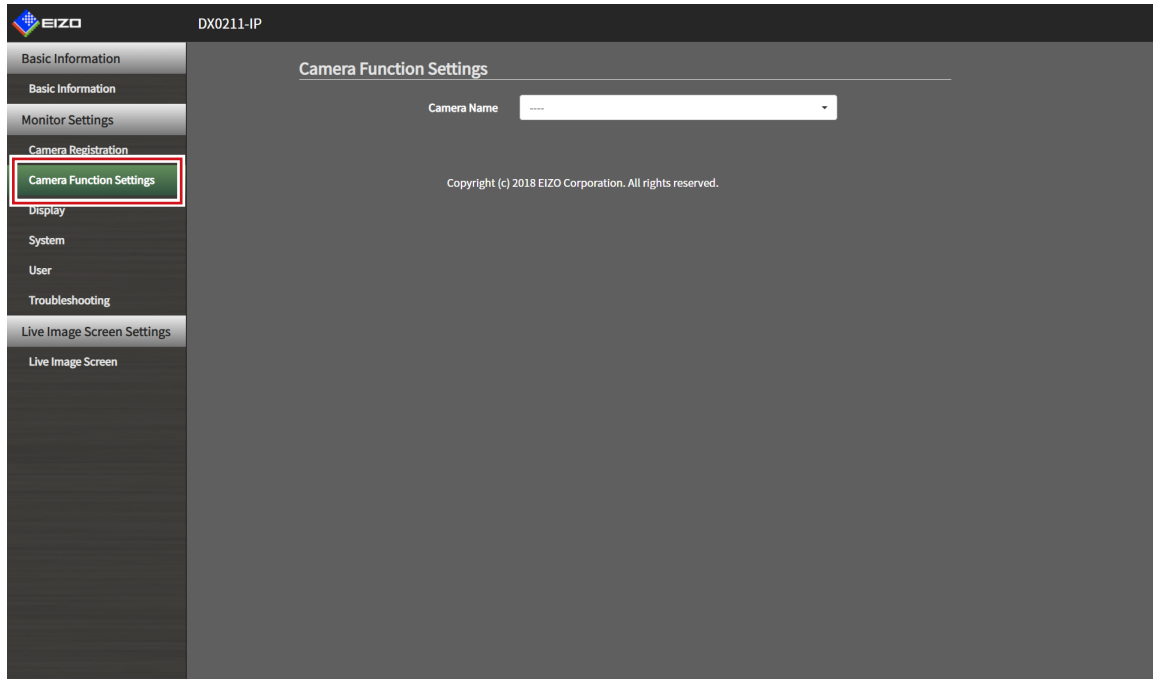 EIZO
DX0211-IP
Basic Information
Basic Information
Monitor Settings
Camera Registration
Camera Function Settings
Display
System
User
Troubleshooting
Live Image Screen Settings
Live Image Screen
Camera Function Settings
Camera Name
----
Copyright (c) 2018 EIZO Corporation. All rights reserved.